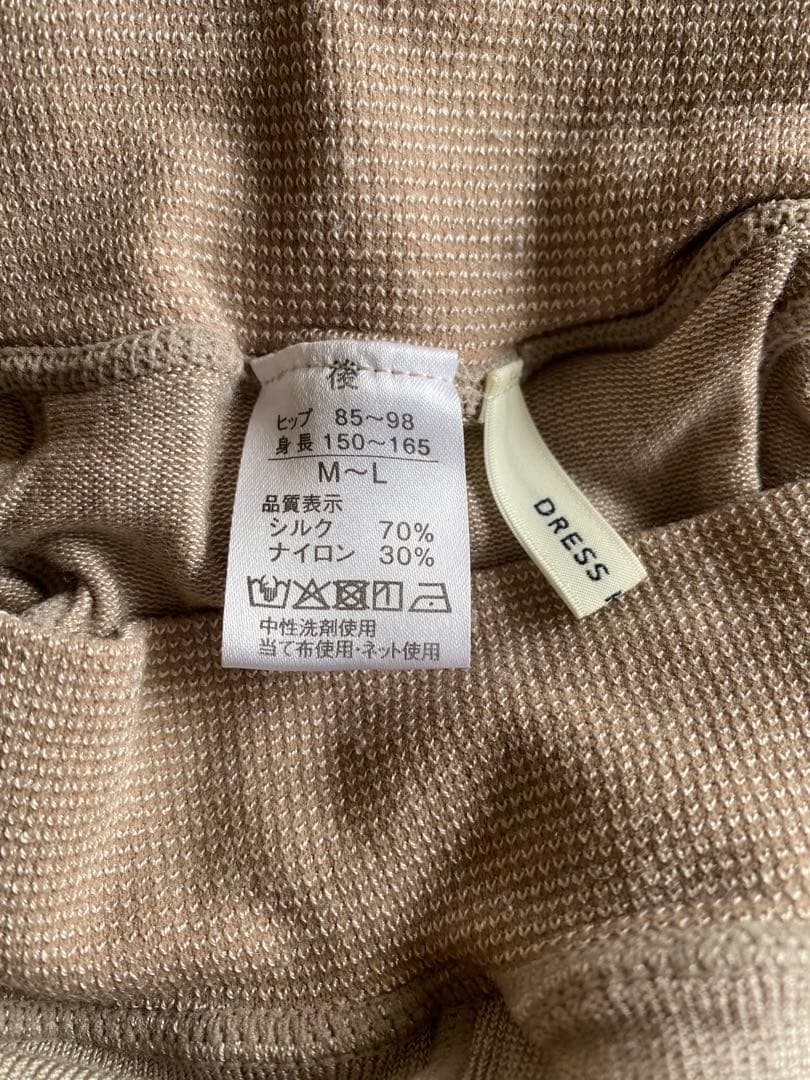 後
ヒップ 85～98
身長 150～165
M～L
品質表示
シルク 70%
ナイロン 30%
中性洗剤使用
当て布使用・ネット使用
DRESS